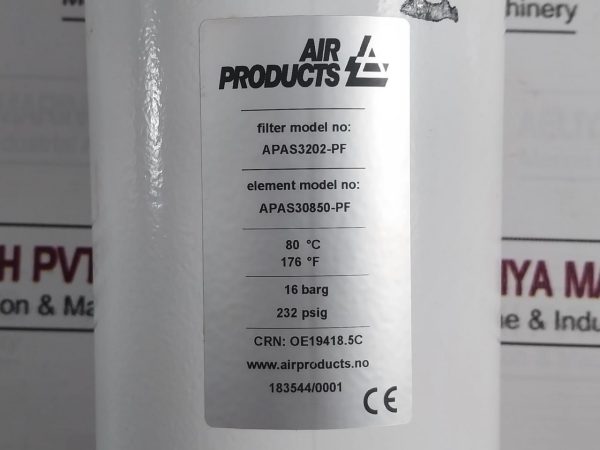 hinery
AIR
PRODUCTS
filter model no:
APAS3202-PF
element model no:
APAS30850-PF
80 °C
176 °F
16 barg
232 psig
CRN: OE19418.5C
www.airproducts.no
183544/0001
CE
H PVT
on & Ma
IYA MA
e & Indu